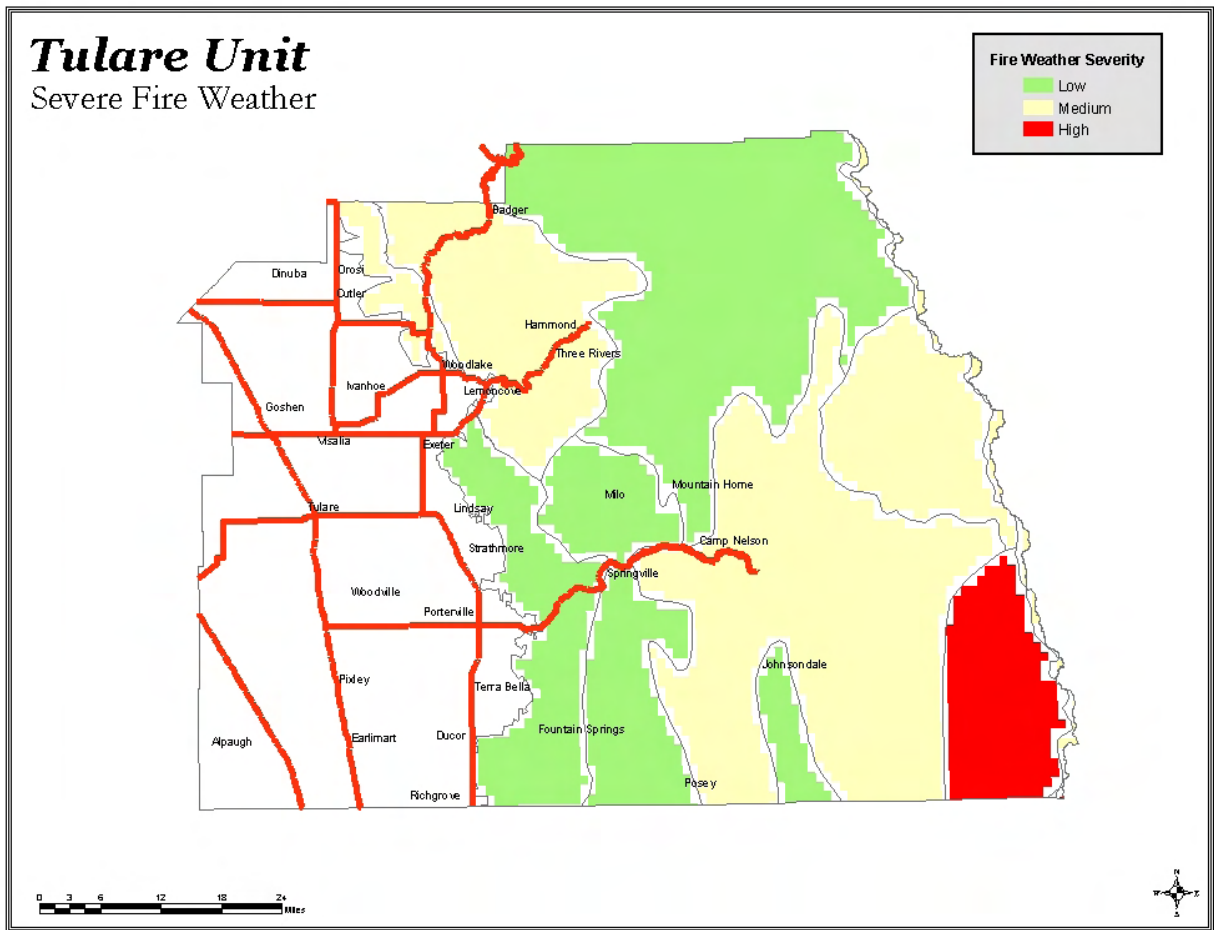 Tulare Unit
Severe Fire Weather
Fire Weather Severity
Low
Medium
High
Badger
Dinuba
Orosi
Cutler
Hammond
Three Rivers
Woodlake
Ivanhoe
Lemoncove
Goshen
Visalia
Exeter
Milo
Mountain Home
Tulare
Lindsay
Strathmore
Camp Nelson
Springville
Woodville
Porterville
Johnsondale
Pixley
Terra Bella
Fountain Springs
Alpaugh
Earlimart
Ducor
Posey
Richgrove
0 3 6 12 18 24
Miles
N
W E
S